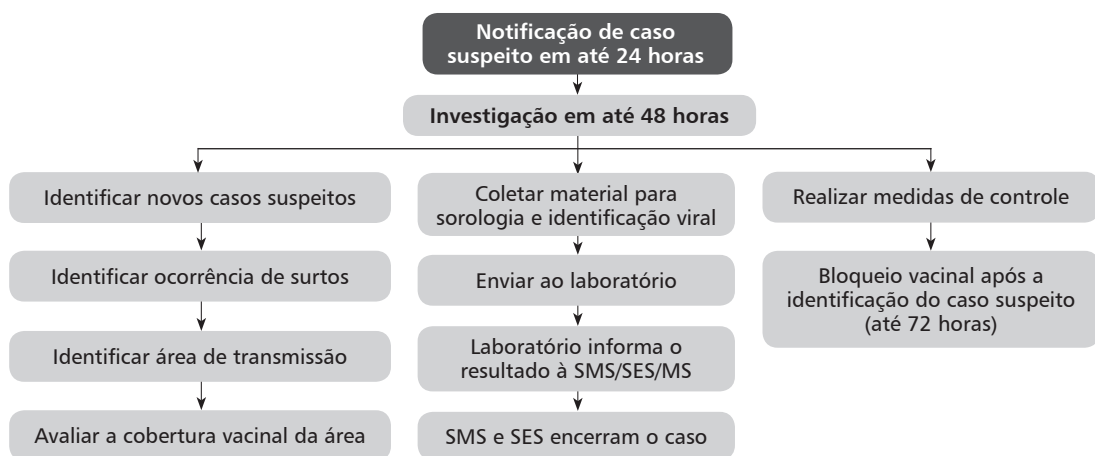 Notificação de caso
suspeito em até 24 horas
Investigação em até 48 horas
Identificar novos casos suspeitos
Identificar ocorrência de surtos
Identificar área de transmissão
Avaliar a cobertura vacinal da área
Coletar material para
sorologia e identificação viral
Enviar ao laboratório
Laboratório informa o
resultado à SMS/SES/MS
SMS e SES encerram o caso
Realizar medidas de controle
Bloqueio vacinal após a
identificação do caso suspeito
(até 72 horas)